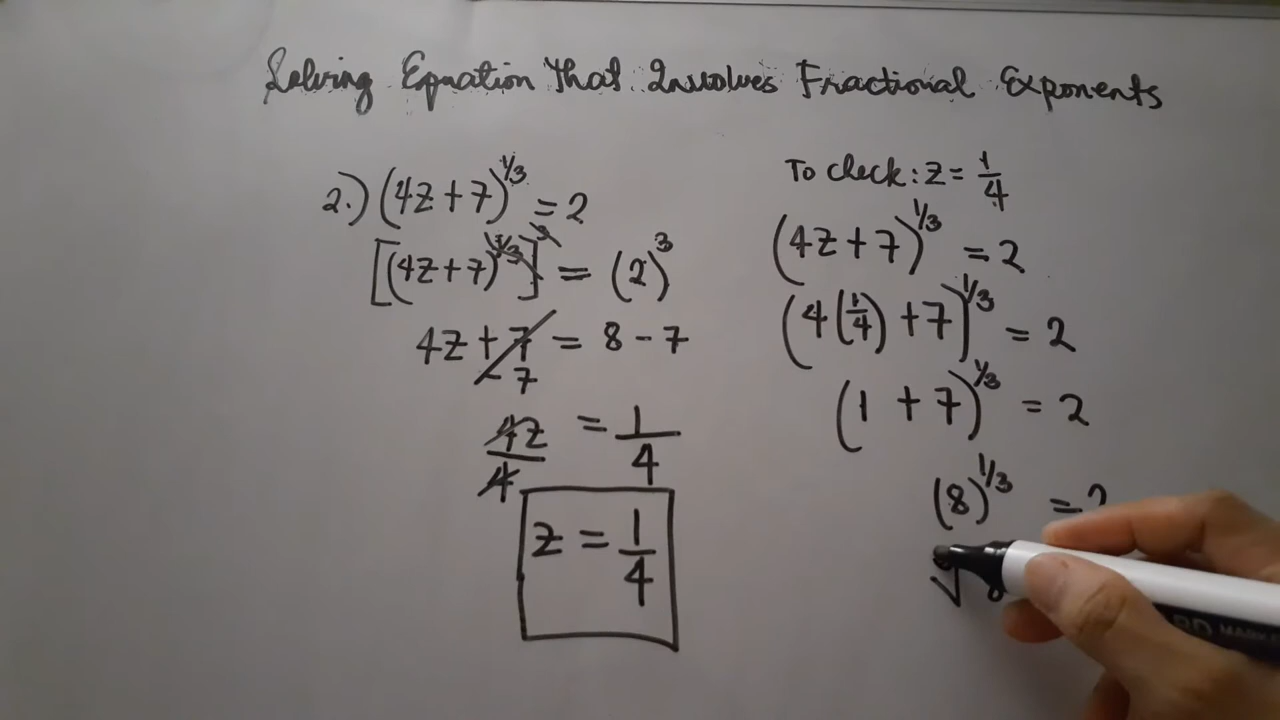 Solving Equation That Involves Fractional Exponents
2.) (4z + 7)^1/3 = 2
[(4z + 7)^1/3]^3 = (2)^3
4z + 7 = 8 - 7
- 7
4z/4 = 1/4
z = 1/4
To check: z = 1/4
(4z + 7)^1/3 = 2
(4(1/4) + 7)^1/3 = 2
(1 + 7)^1/3 = 2
(8)^1/3 = 2